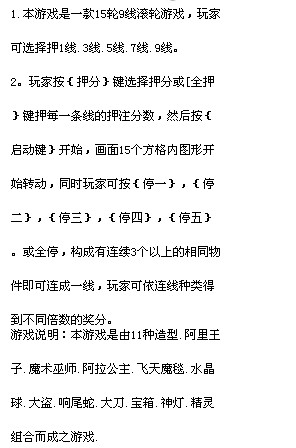 1.本游戏是一款15轮9线滚轮游戏，玩家
可选择押1线.3线.5线.7线.9线。
2。玩家按｛押分｝键选择押分或[全押
｝键押每一条线的押注分数，然后按｛
启动键｝开始，画面15个方格内图形开
始转动，同时玩家可按｛停一｝，｛停
二｝，｛停三｝，｛停四｝，｛停五｝
。或全停，构成有连续3个以上的相同物
件即可连成一线，玩家可依连线种类得
到不同倍数的奖分。
游戏说明：本游戏是由11种造型.阿里王
子.魔术巫师.阿拉公主.飞天魔毯.水晶
球.大盗.响尾蛇.大刀.宝箱.神灯.精灵
组合而成之游戏.